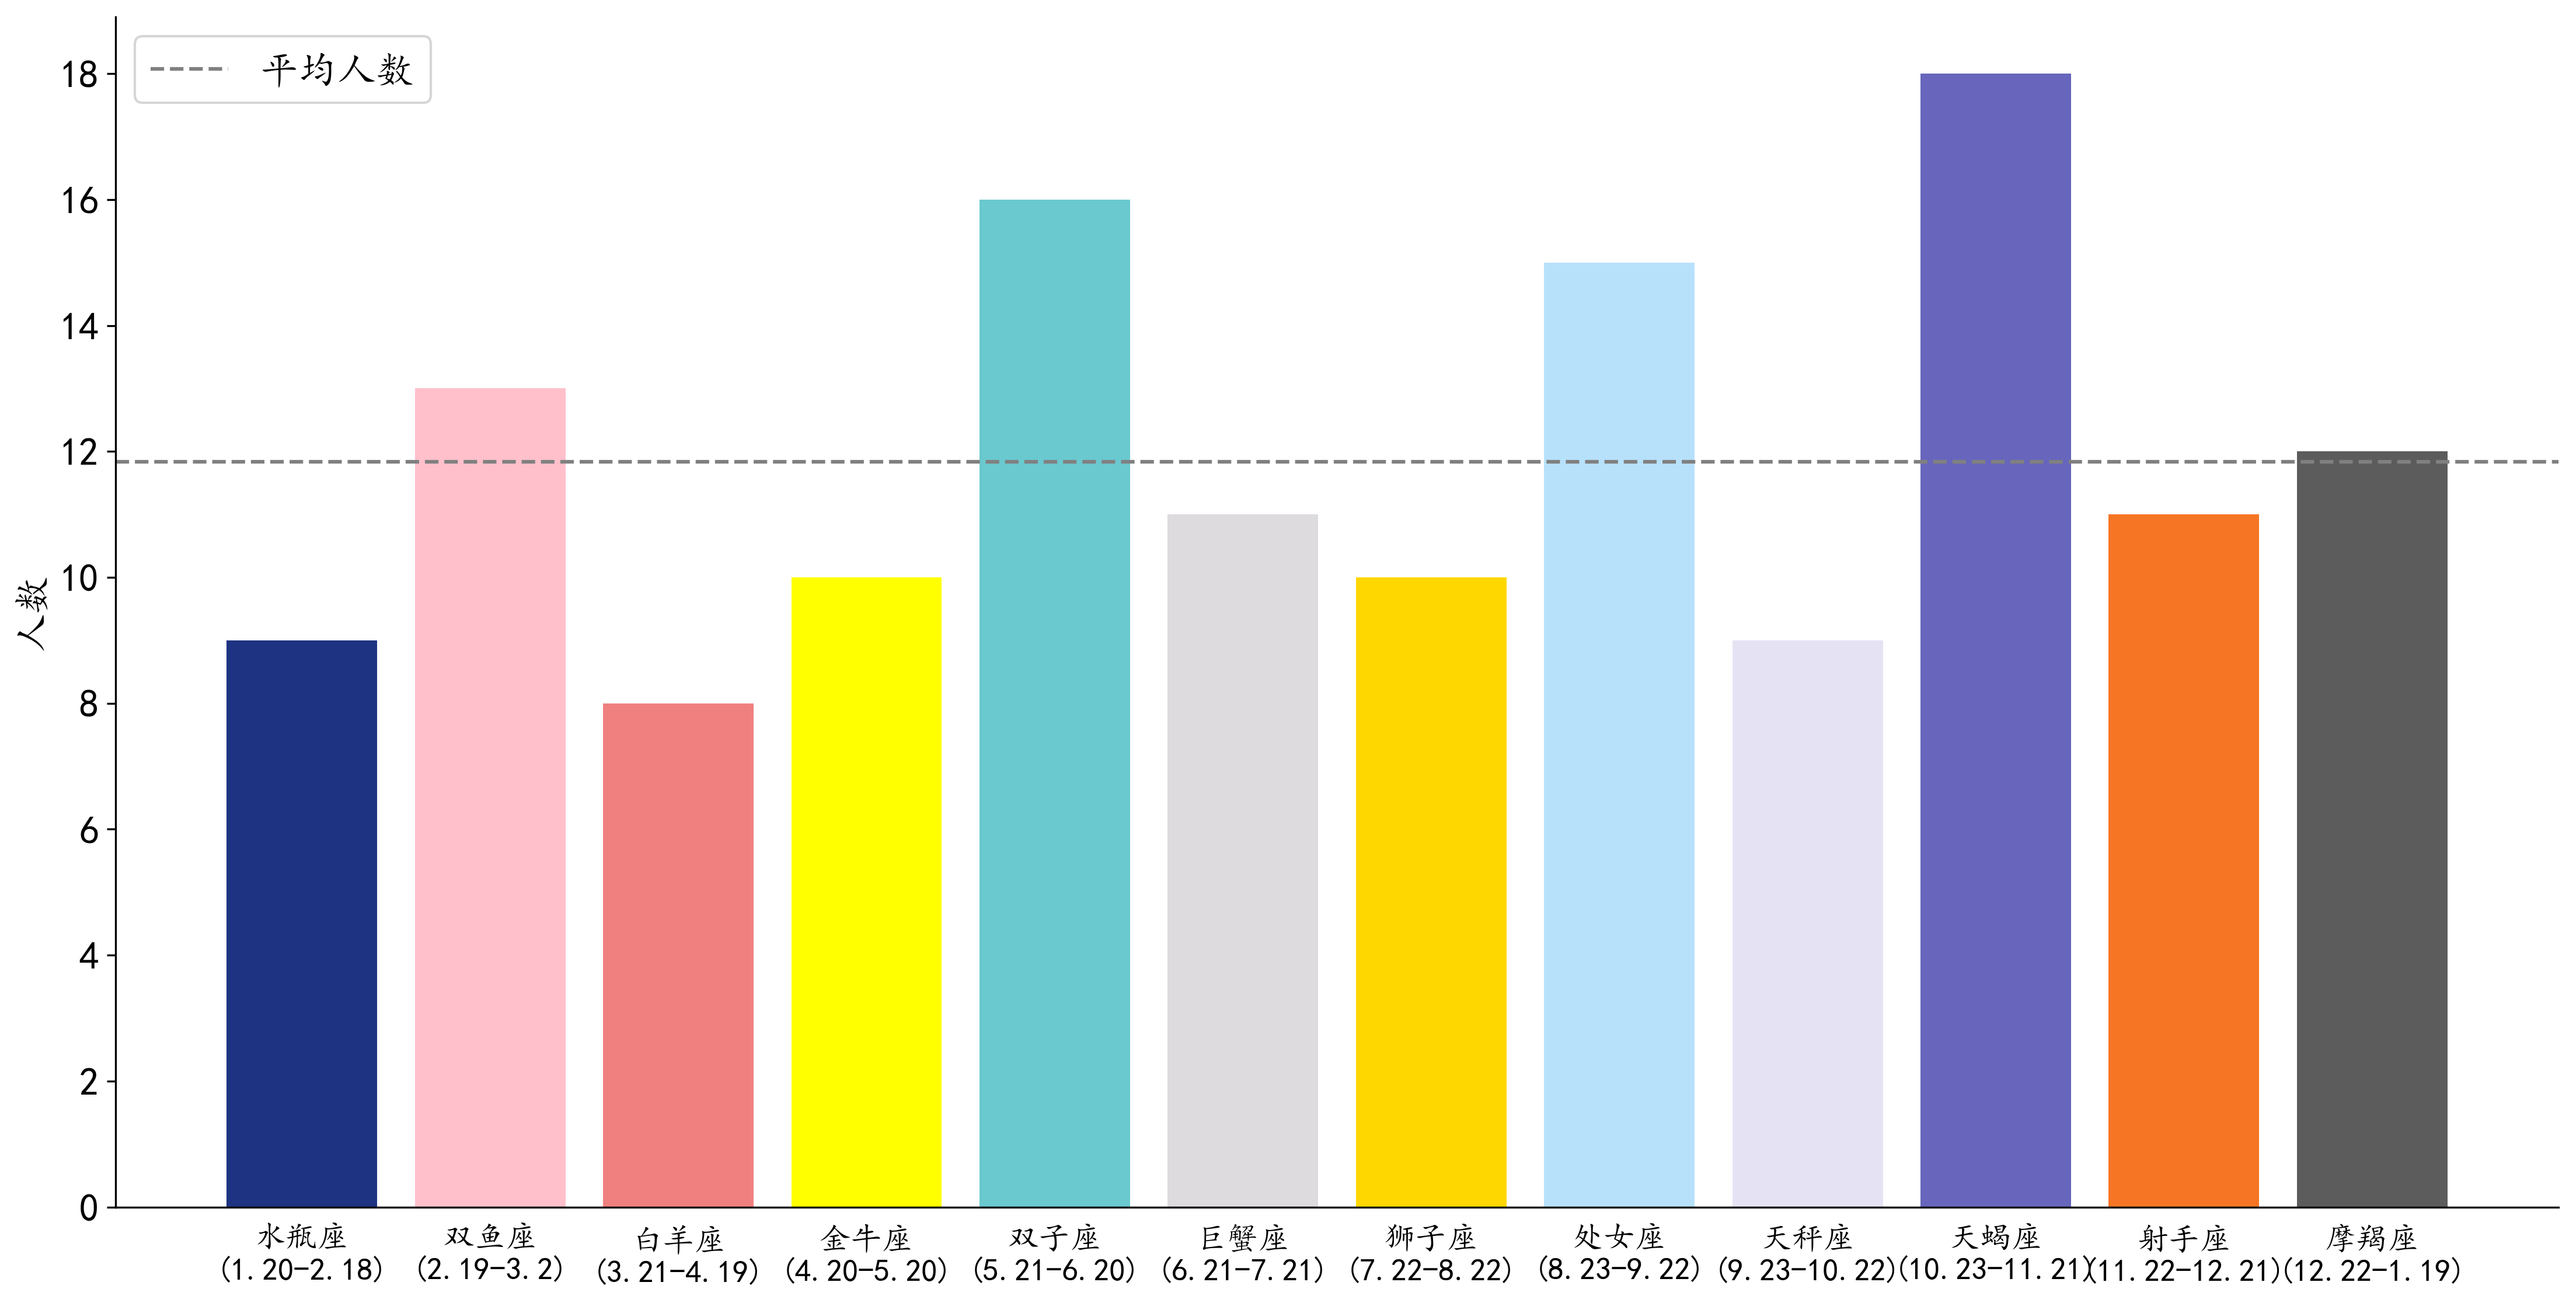 平均人数
人数
18
16
14
12
10
8
6
4
2
0
水瓶座
(1.20-2.18)
双鱼座
(2.19-3.2)
白羊座
(3.21-4.19)
金牛座
(4.20-5.20)
双子座
(5.21-6.20)
巨蟹座
(6.21-7.21)
狮子座
(7.22-8.22)
处女座
(8.23-9.22)
天秤座
(9.23-10.22)
天蝎座
(10.23-11.21)
射手座
(11.22-12.21)
摩羯座
(12.22-1.19)